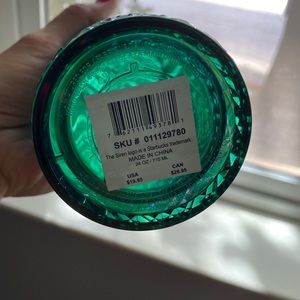 SKU # 011129780
The Siren logo is a Starbucks trademark
MADE IN CHINA
24 OZ / 710 ML
USA CAN
$19.95 $26.95